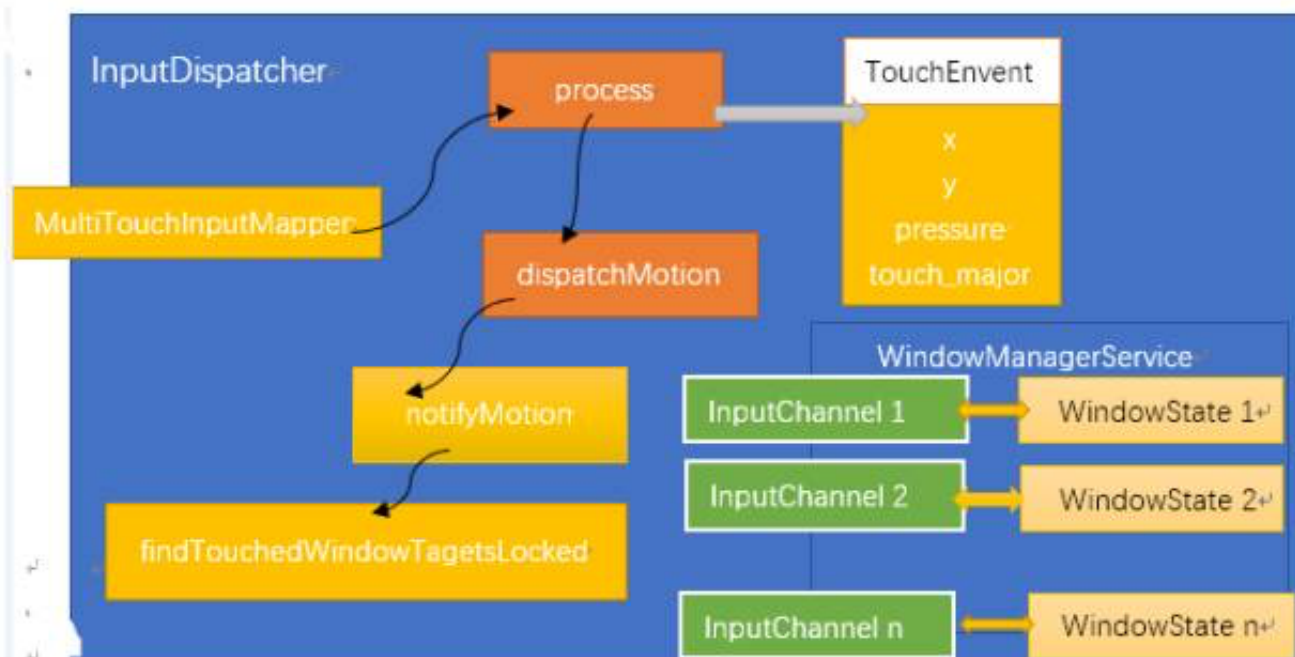 InputDispatcher
process
TouchEnvent
x
y
MultiTouchInputMapper
pressure
touch_major
dispatchMotion
WindowManagerService
notifyMotion
InputChannel 1
WindowState 1
InputChannel 2
WindowState 2
findTouchedWindowTagetsLocked
InputChannel n
WindowState n